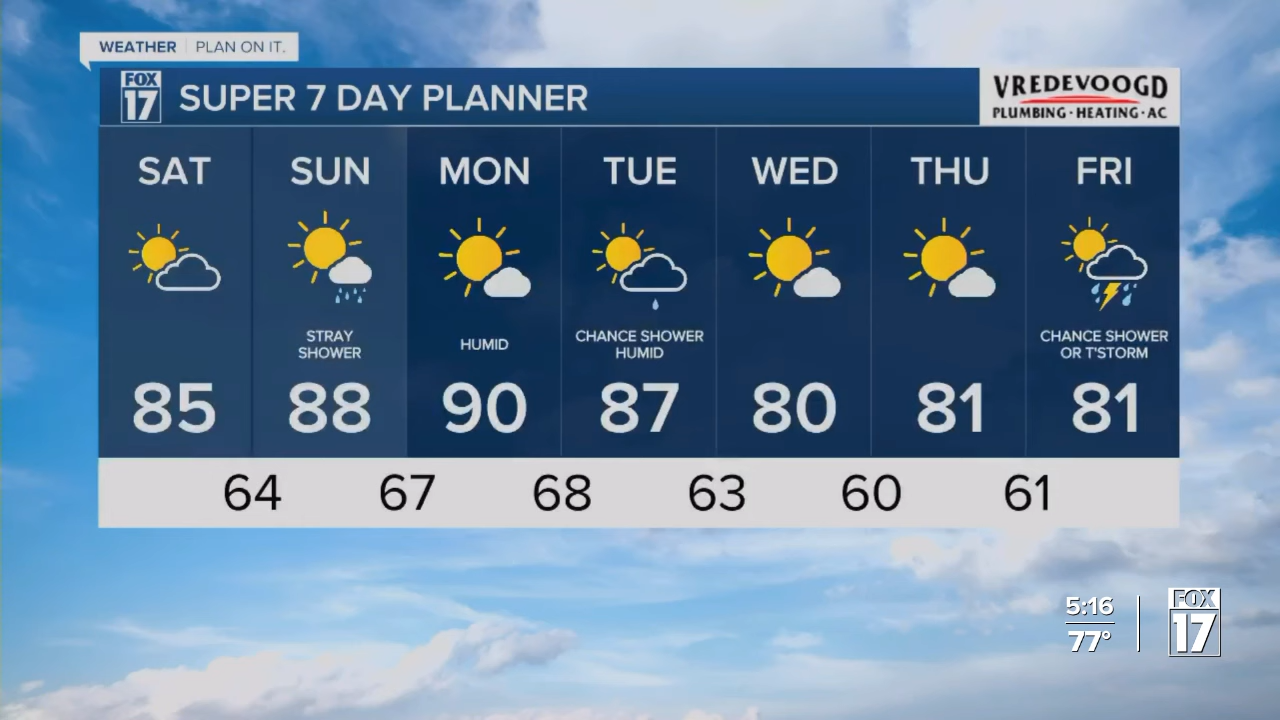 WEATHER | PLAN ON IT.
FOX
17
SUPER 7 DAY PLANNER
VREDEVOOGD
PLUMBING · HEATING · AC
SAT SUN MON TUE WED THU FRI
STRAY
SHOWER
HUMID
CHANCE SHOWER
HUMID
CHANCE SHOWER
OR T'STORM
85 88 90 87 80 81 81
64 67 68 63 60 61
5:16
77°
FOX
17